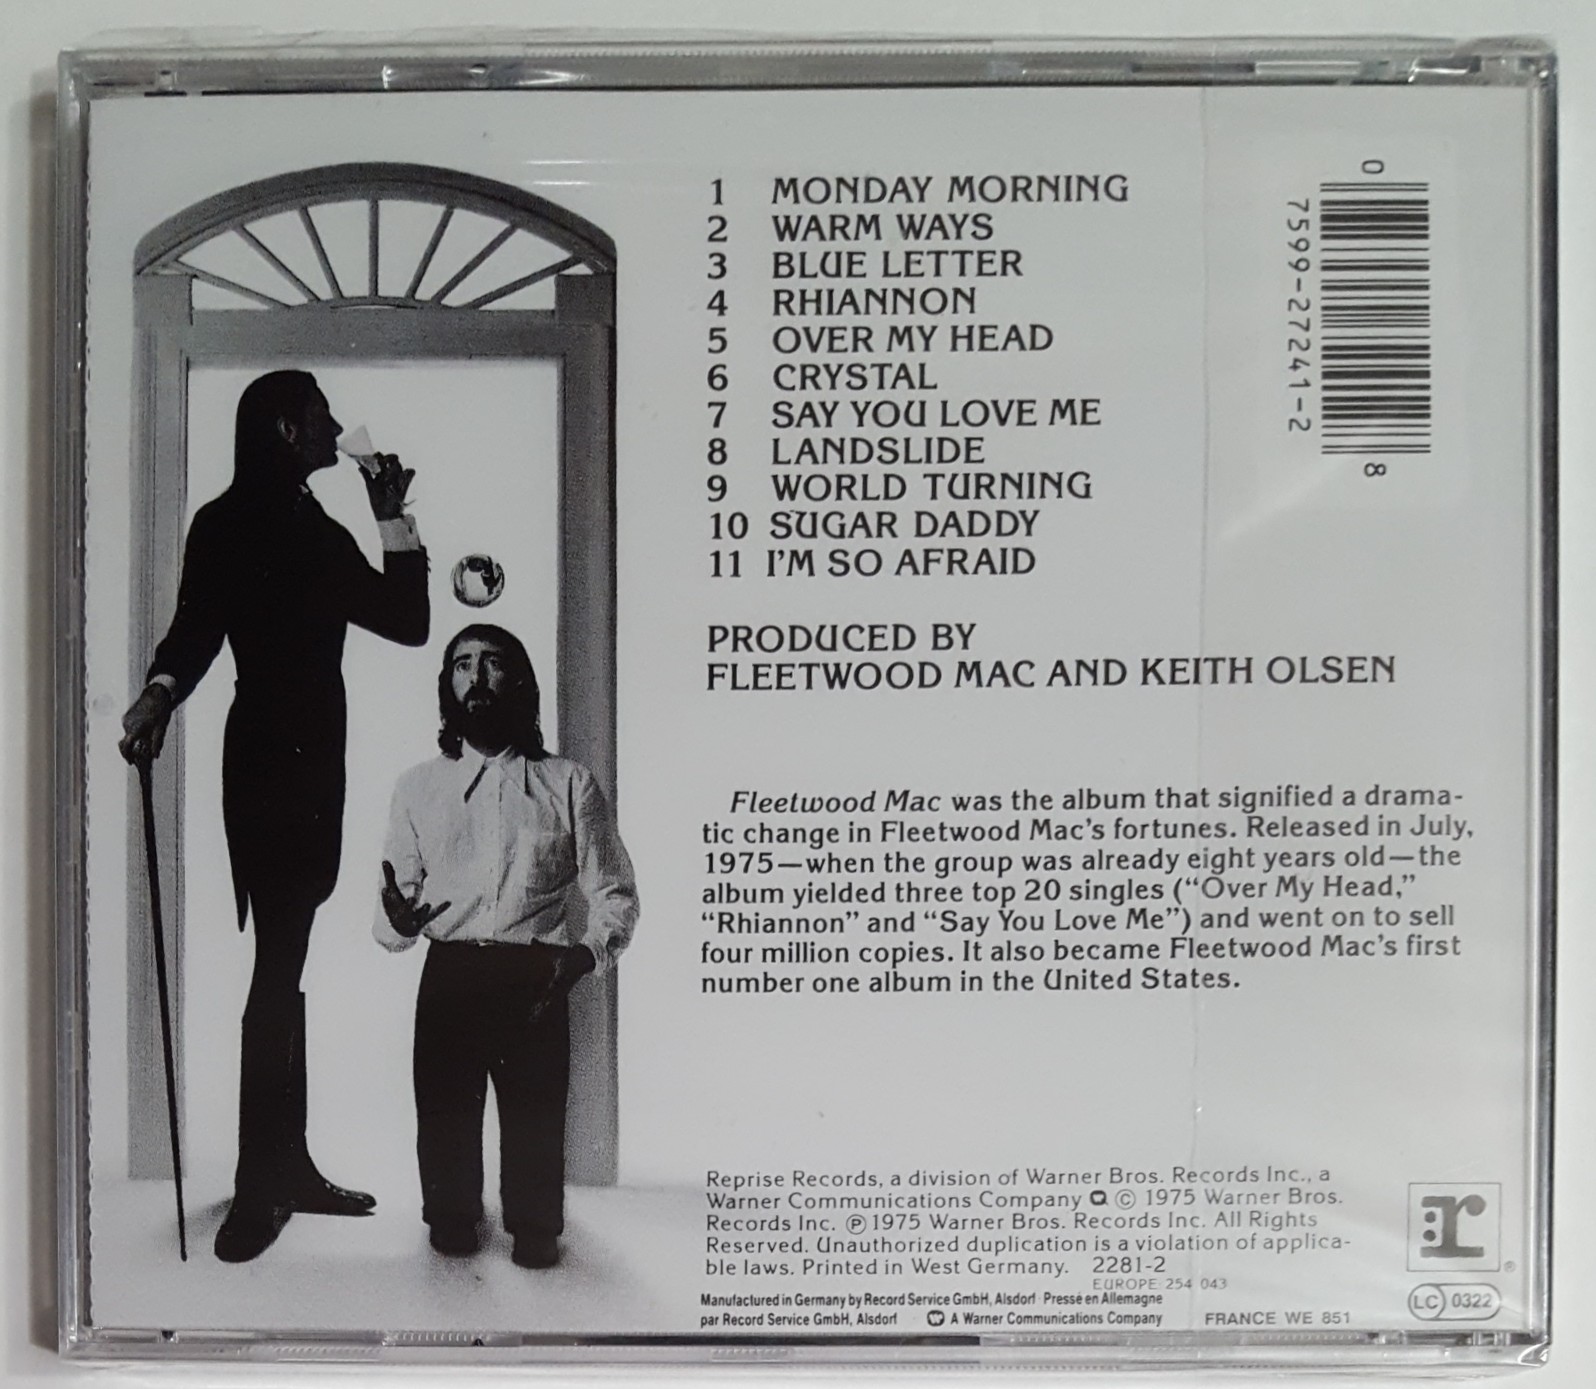 1 MONDAY MORNING
2 WARM WAYS
3 BLUE LETTER
4 RHIANNON
5 OVER MY HEAD
6 CRYSTAL
7 SAY YOU LOVE ME
8 LANDSLIDE
9 WORLD TURNING
10 SUGAR DADDY
11 I'M SO AFRAID
0
7599-27241-2
8
PRODUCED BY
FLEETWOOD MAC AND KEITH OLSEN
Fleetwood Mac was the album that signified a drama-
tic change in Fleetwood Mac's fortunes. Released in July,
1975—when the group was already eight years old—the
album yielded three top 20 singles (“Over My Head,”
“Rhiannon” and “Say You Love Me”) and went on to sell
four million copies. It also became Fleetwood Mac's first
number one album in the United States.
Reprise Records, a division of Warner Bros. Records Inc., a
Warner Communications Company © 1975 Warner Bros.
Records Inc. ℗ 1975 Warner Bros. Records Inc. All Rights
Reserved. Unauthorized duplication is a violation of applica-
ble laws. Printed in West Germany. 2281-2
EUROPE: 254 043
Manufactured in Germany by Record Service GmbH, Alsdorf · Pressé en Allemagne
par Record Service GmbH, Alsdorf W A Warner Communications Company FRANCE WE 851
:r ®
LC 0322